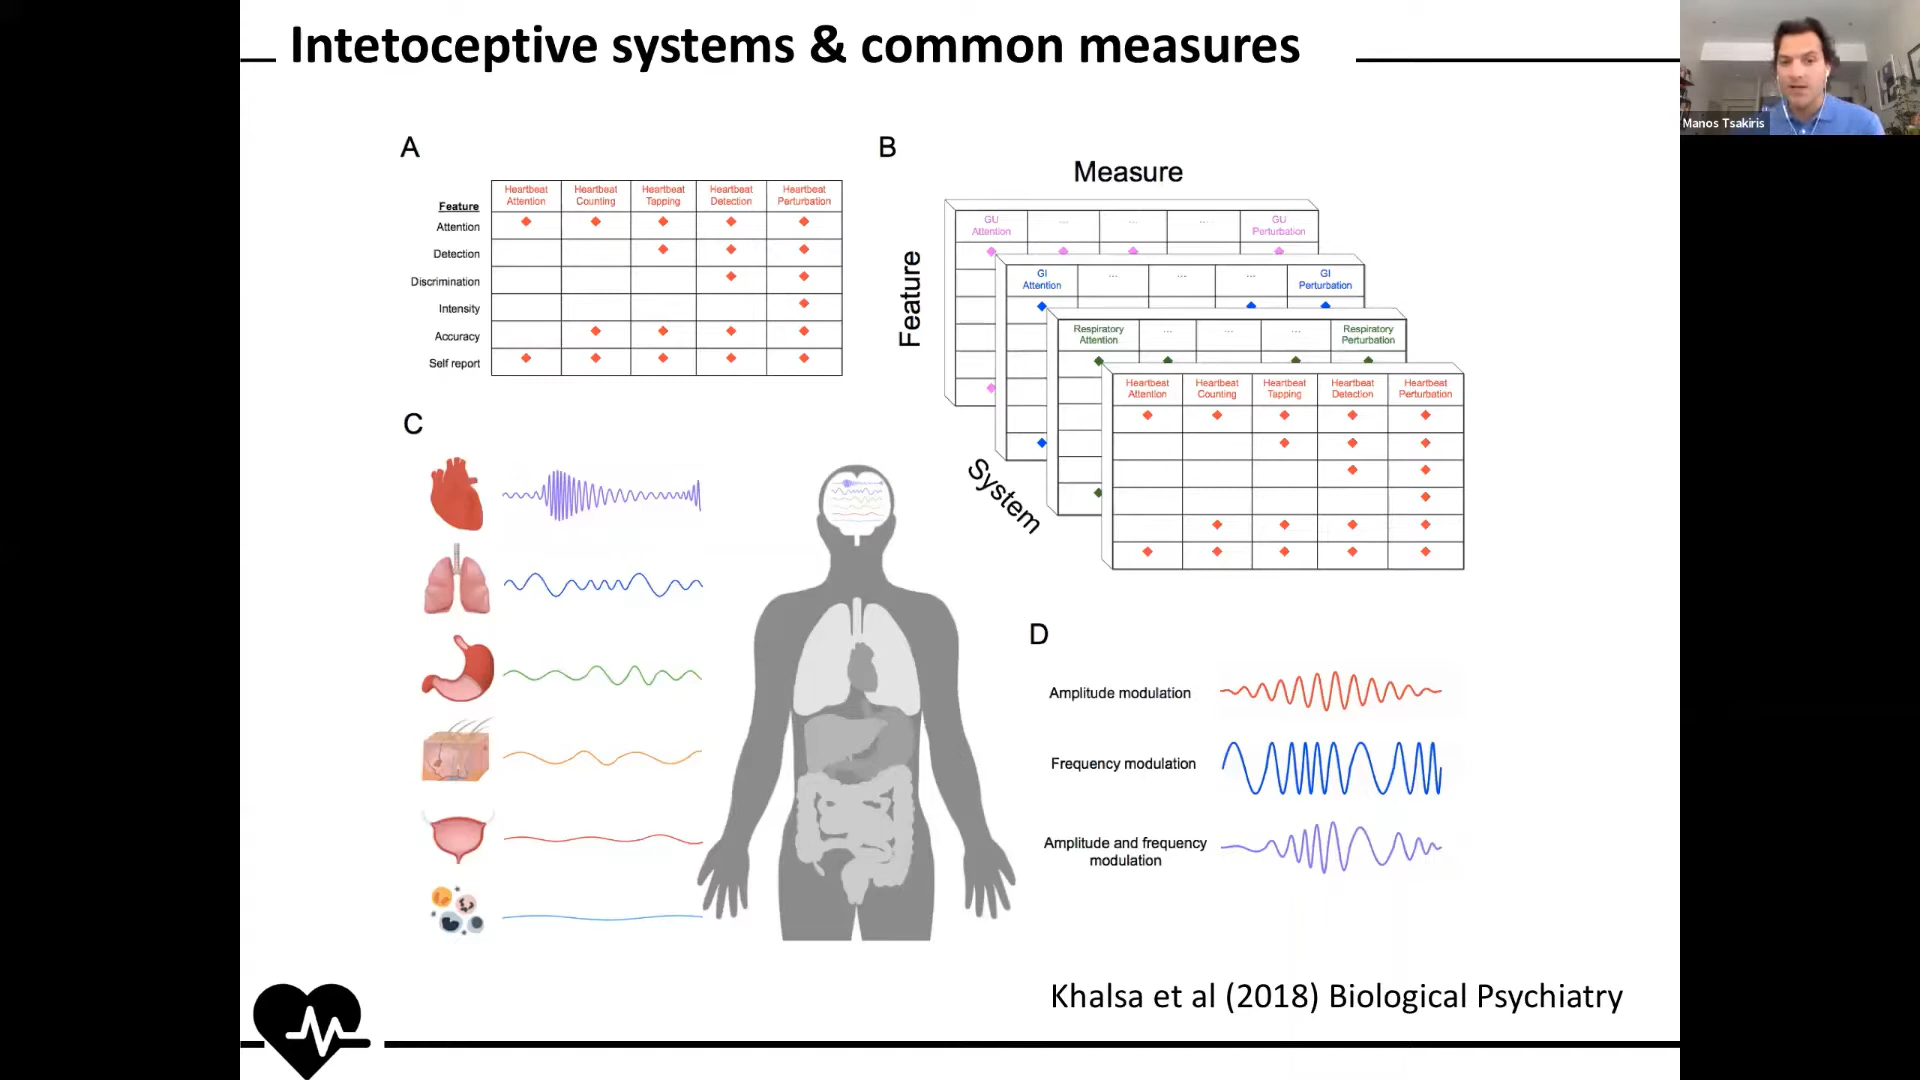 Intetoceptive systems & common measures
Manos Tsakiris
A
Feature
Heartbeat Attention
Heartbeat Counting
Heartbeat Tapping
Heartbeat Detection
Heartbeat Perturbation
Attention
Detection
Discrimination
Intensity
Accuracy
Self report
B
Measure
Feature
System
GU Attention
...
...
...
GU Perturbation
GI Attention
...
...
...
GI Perturbation
Respiratory Attention
...
...
...
Respiratory Perturbation
Heartbeat Attention
Heartbeat Counting
Heartbeat Tapping
Heartbeat Detection
Heartbeat Perturbation
C
D
Amplitude modulation
Frequency modulation
Amplitude and frequency
modulation
Khalsa et al (2018) Biological Psychiatry